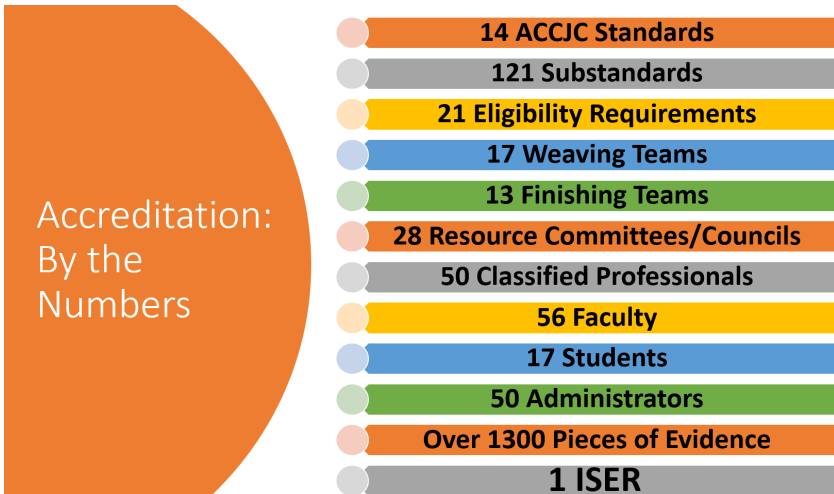 Accreditation:
By the
Numbers
14 ACCJC Standards
121 Substandards
21 Eligibility Requirements
17 Weaving Teams
13 Finishing Teams
28 Resource Committees/Councils
50 Classified Professionals
56 Faculty
17 Students
50 Administrators
Over 1300 Pieces of Evidence
1 ISER